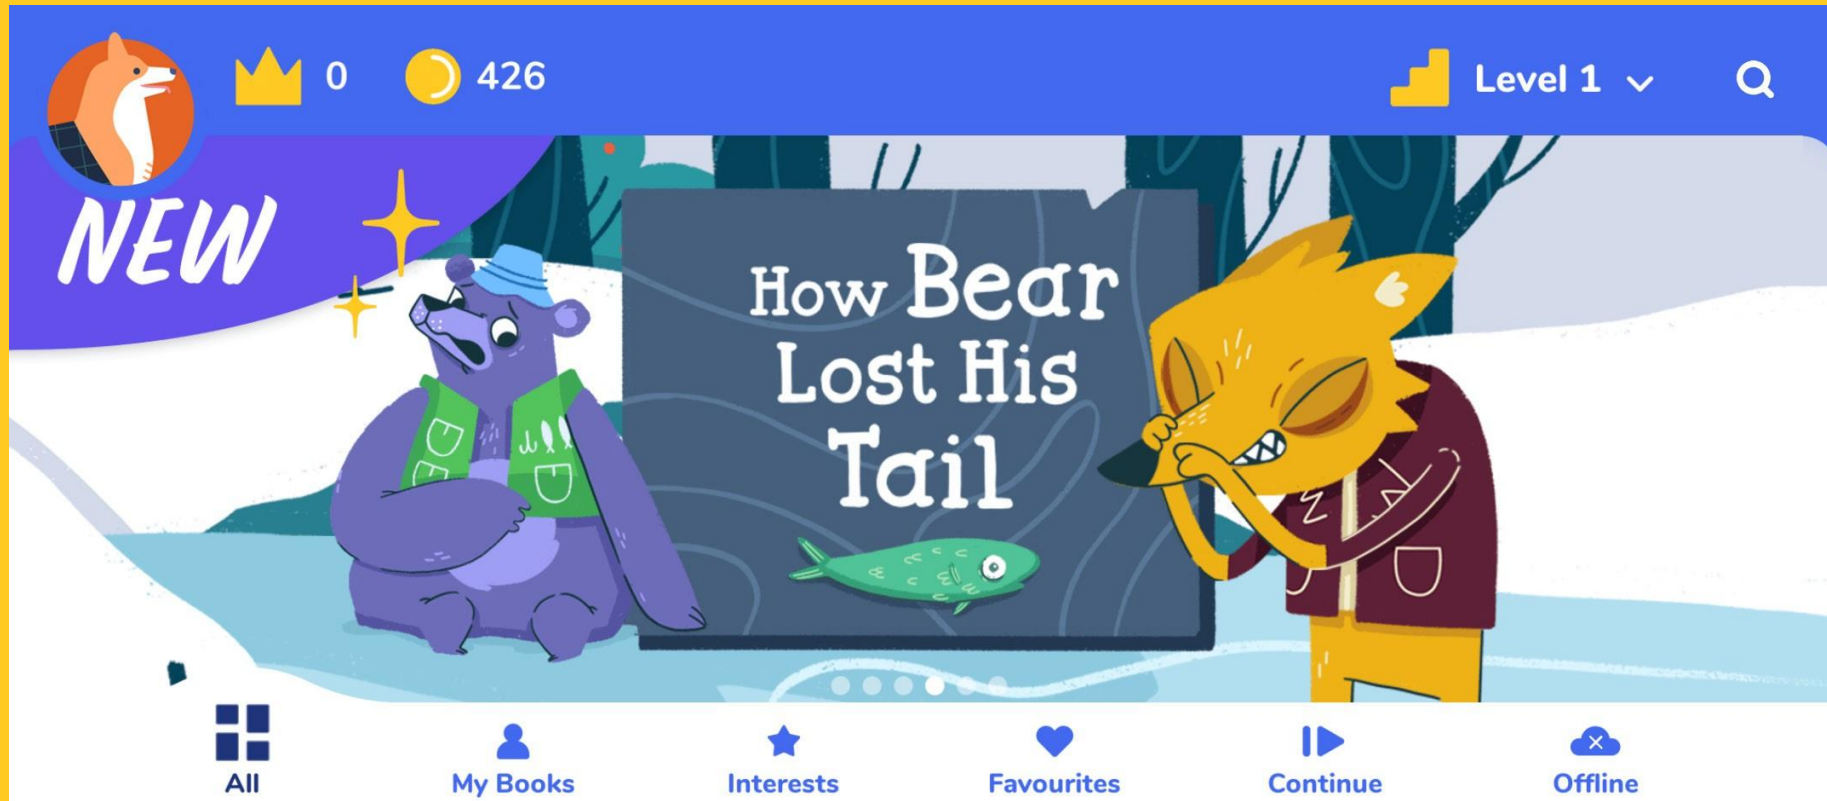 0
426
Level 1
NEW
How Bear
Lost His
Tail
All
My Books
Interests
Favourites
Continue
Offline